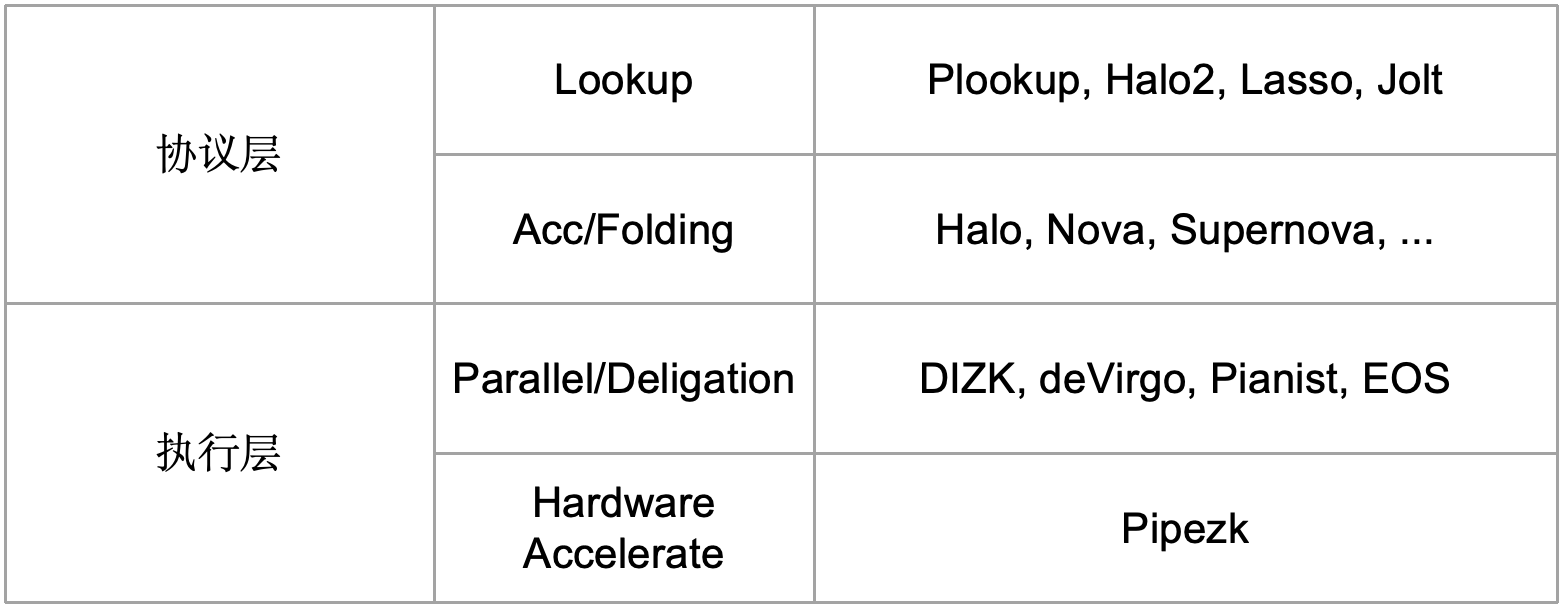 协议层
Lookup
Plookup, Halo2, Lasso, Jolt
Acc/Folding
Halo, Nova, Supernova, ...
执行层
Parallel/Deligation
DIZK, deVirgo, Pianist, EOS
Hardware
Accelerate
Pipezk